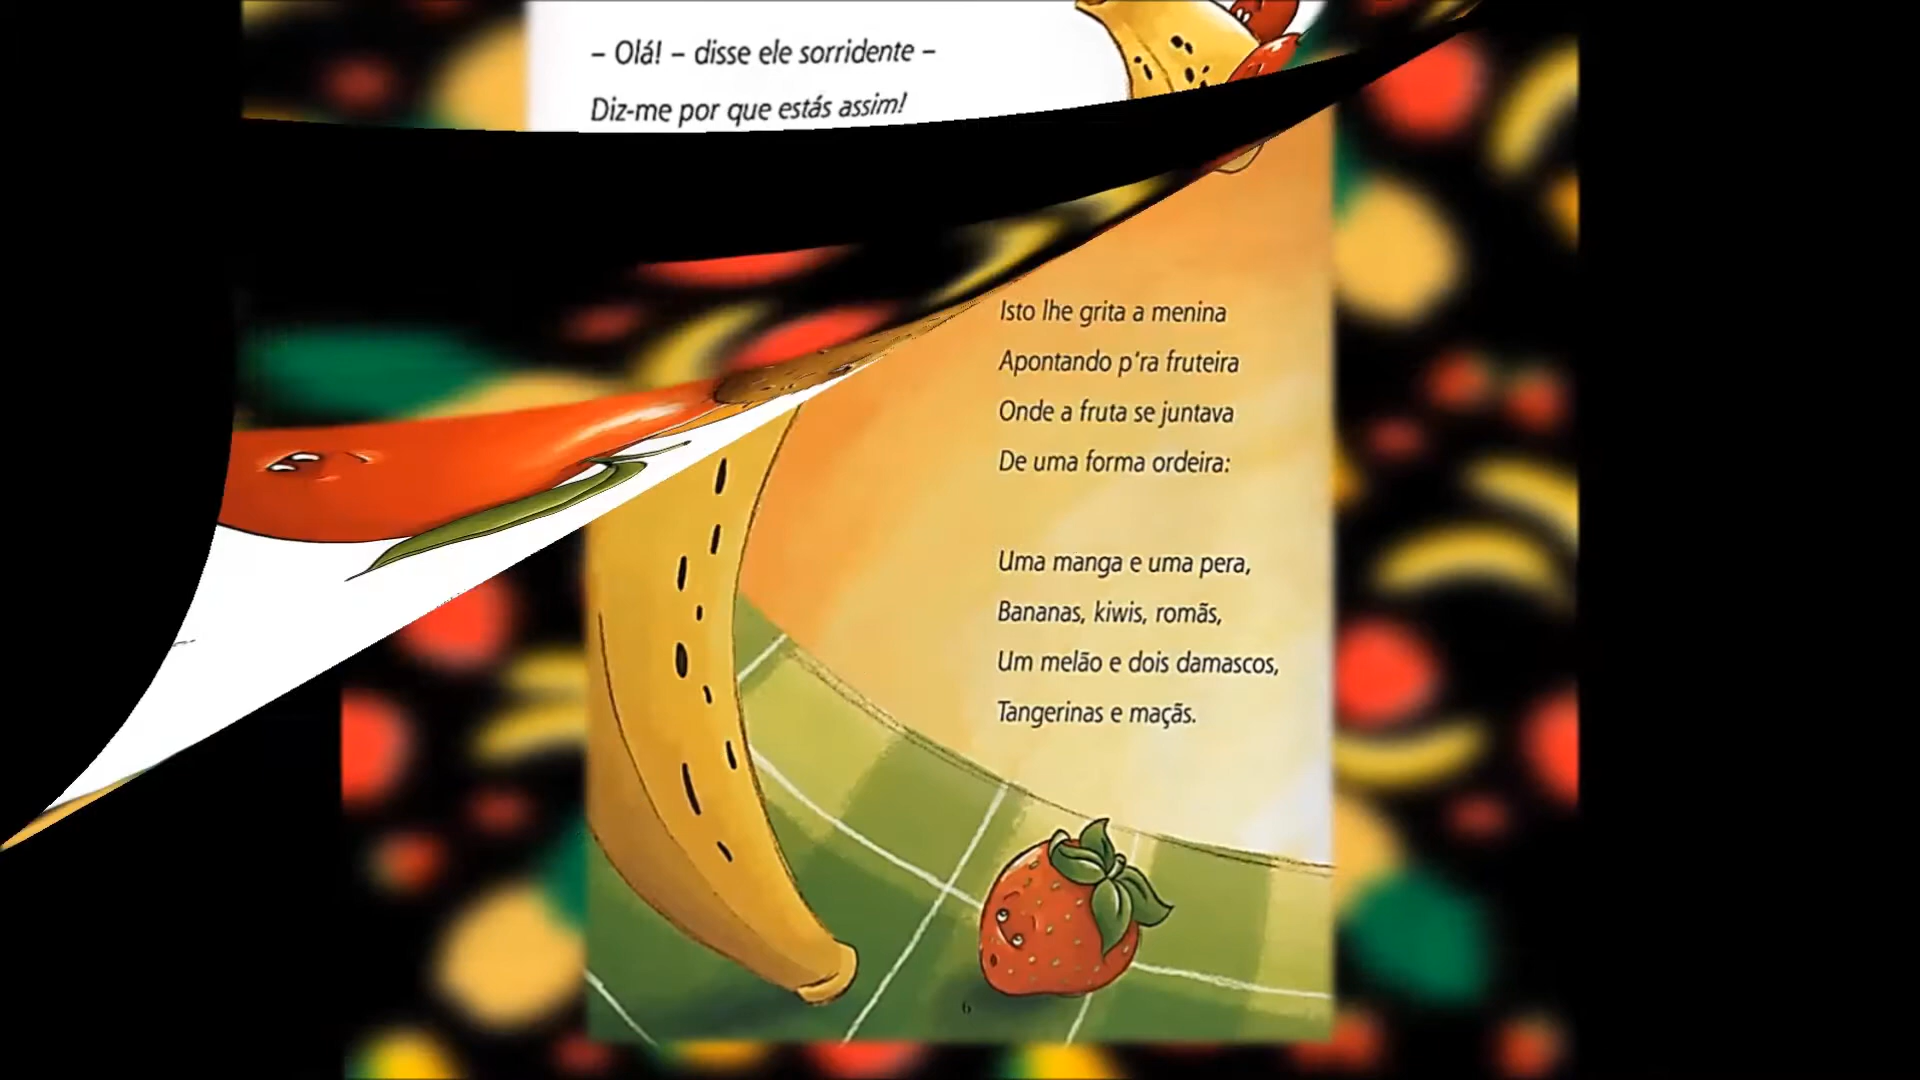 – Olá! – disse ele sorridente –
Diz-me por que estás assim!
Isto lhe grita a menina
Apontando p'ra fruteira
Onde a fruta se juntava
De uma forma ordeira:
Uma manga e uma pera,
Bananas, kiwis, romãs,
Um melão e dois damascos,
Tangerinas e maçãs.
6